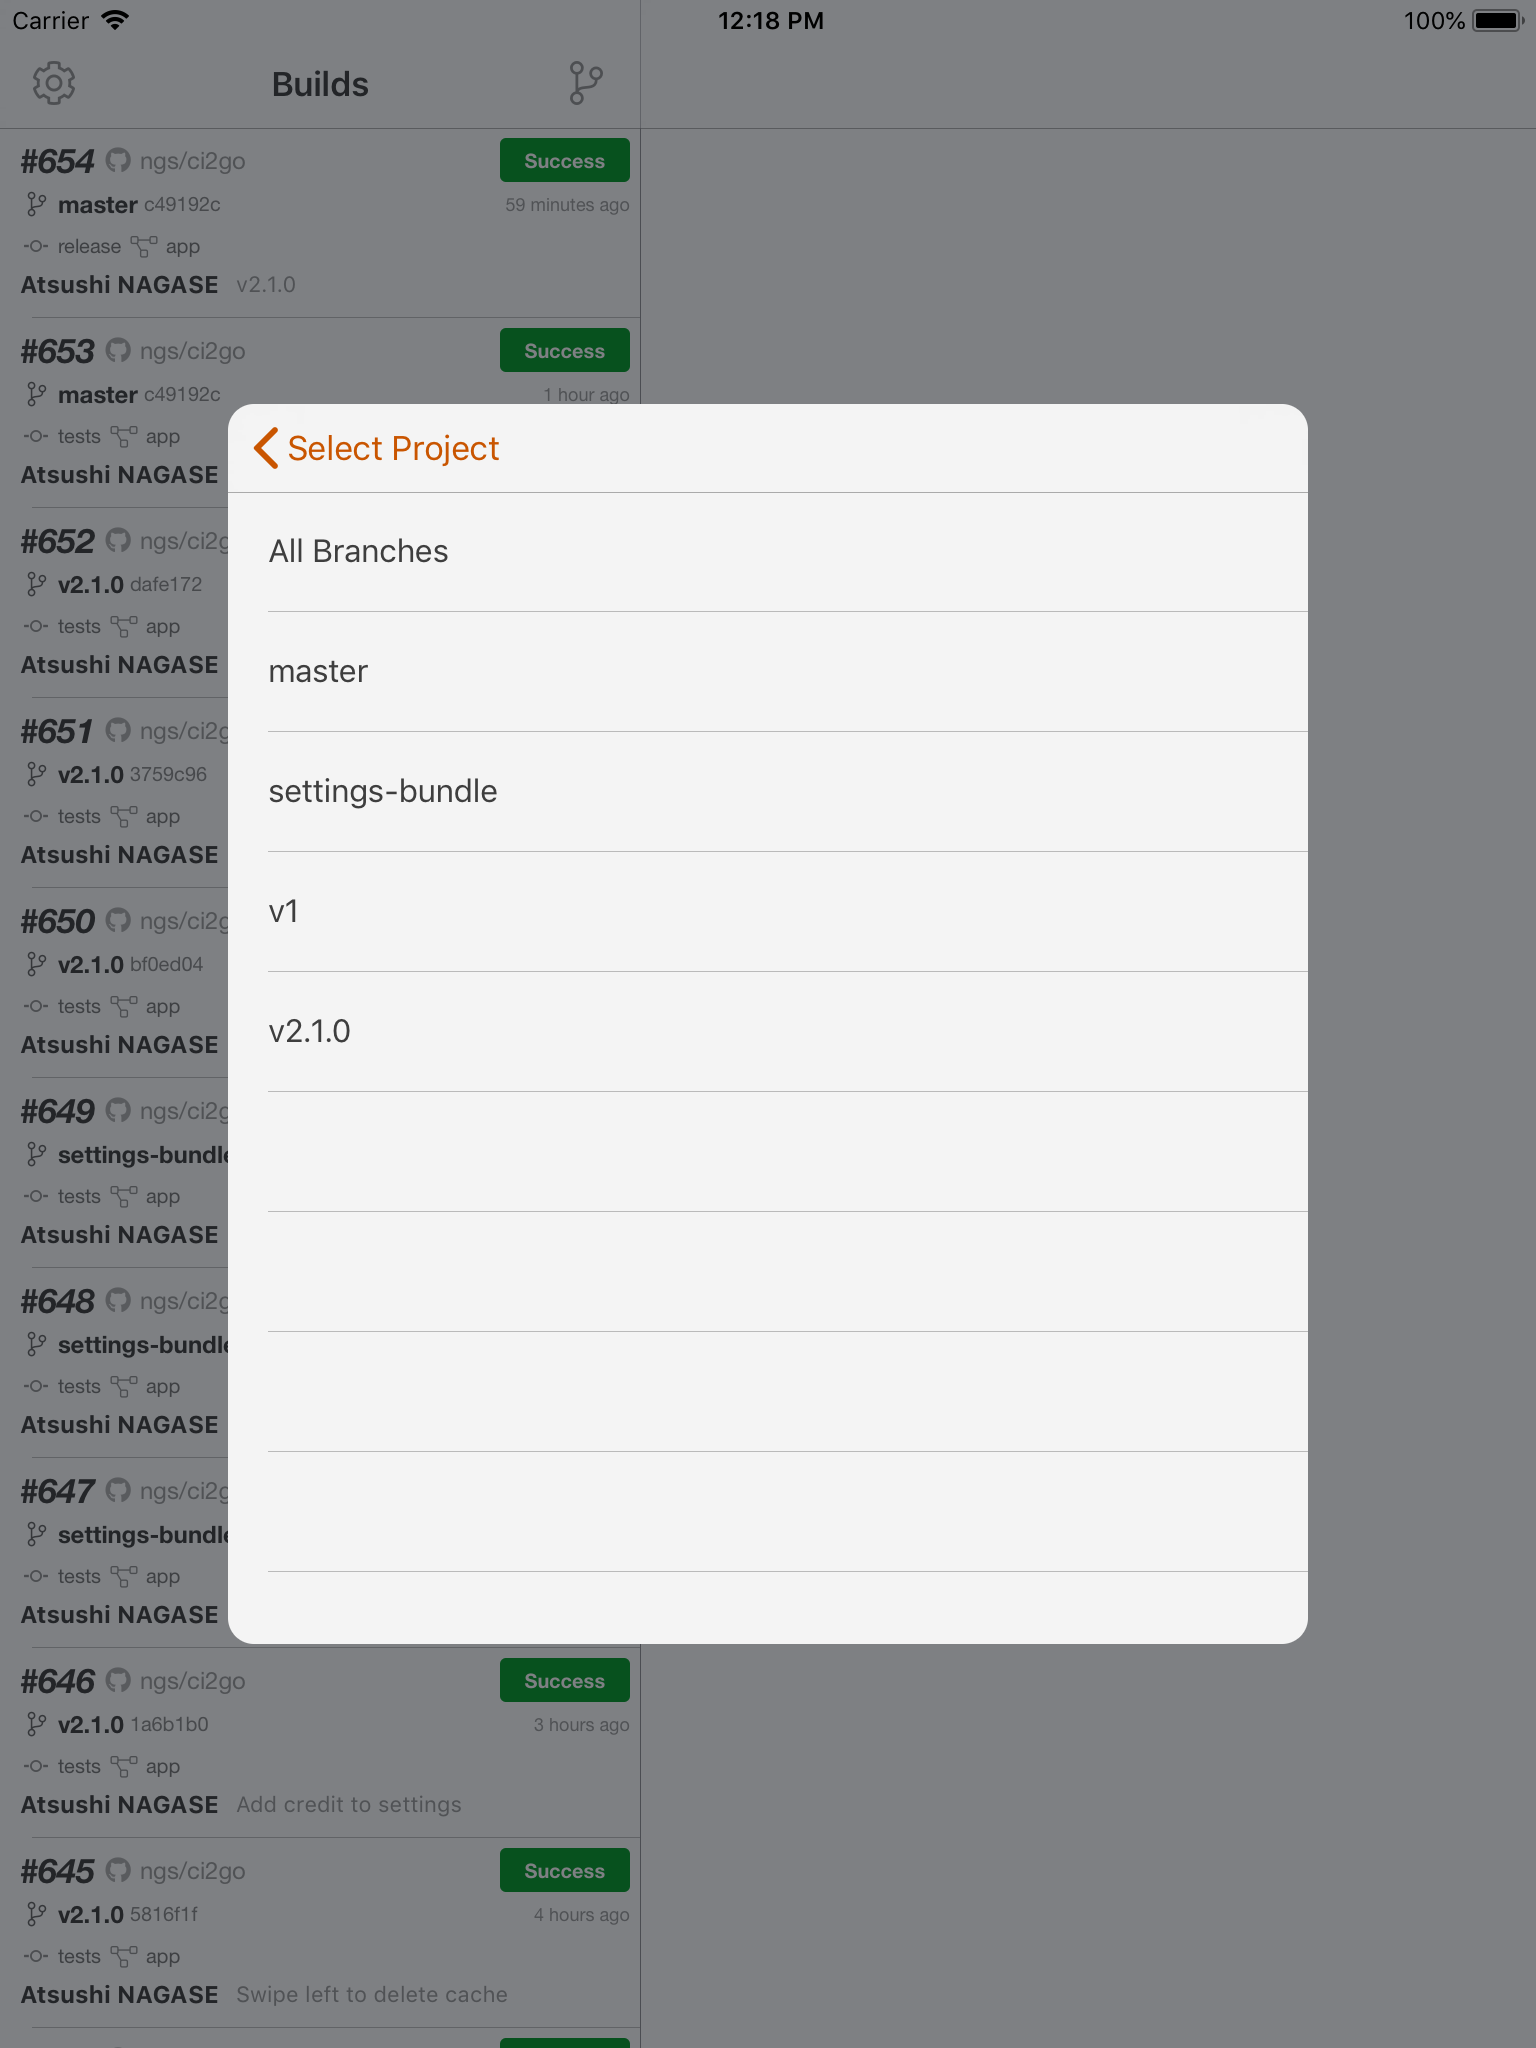 Carrier 12:18 PM 100%
Builds
#654 ngs/ci2go Success
master c49192c 59 minutes ago
release app
Atsushi NAGASE v2.1.0
#653 ngs/ci2go Success
master c49192c 1 hour ago
tests app
Atsushi NAGASE
#652 ngs/ci2g
v2.1.0 dafe172
tests app
Atsushi NAGASE
#651 ngs/ci2g
v2.1.0 3759c96
tests app
Atsushi NAGASE
#650 ngs/ci2g
v2.1.0 bf0ed04
tests app
Atsushi NAGASE
#649 ngs/ci2g
settings-bundle
tests app
Atsushi NAGASE
#648 ngs/ci2g
settings-bundle
tests app
Atsushi NAGASE
#647 ngs/ci2g
settings-bundle
tests app
Atsushi NAGASE
#646 ngs/ci2go Success
v2.1.0 1a6b1b0 3 hours ago
tests app
Atsushi NAGASE Add credit to settings
#645 ngs/ci2go Success
v2.1.0 5816f1f 4 hours ago
tests app
Atsushi NAGASE Swipe left to delete cache
Select Project
All Branches
master
settings-bundle
v1
v2.1.0